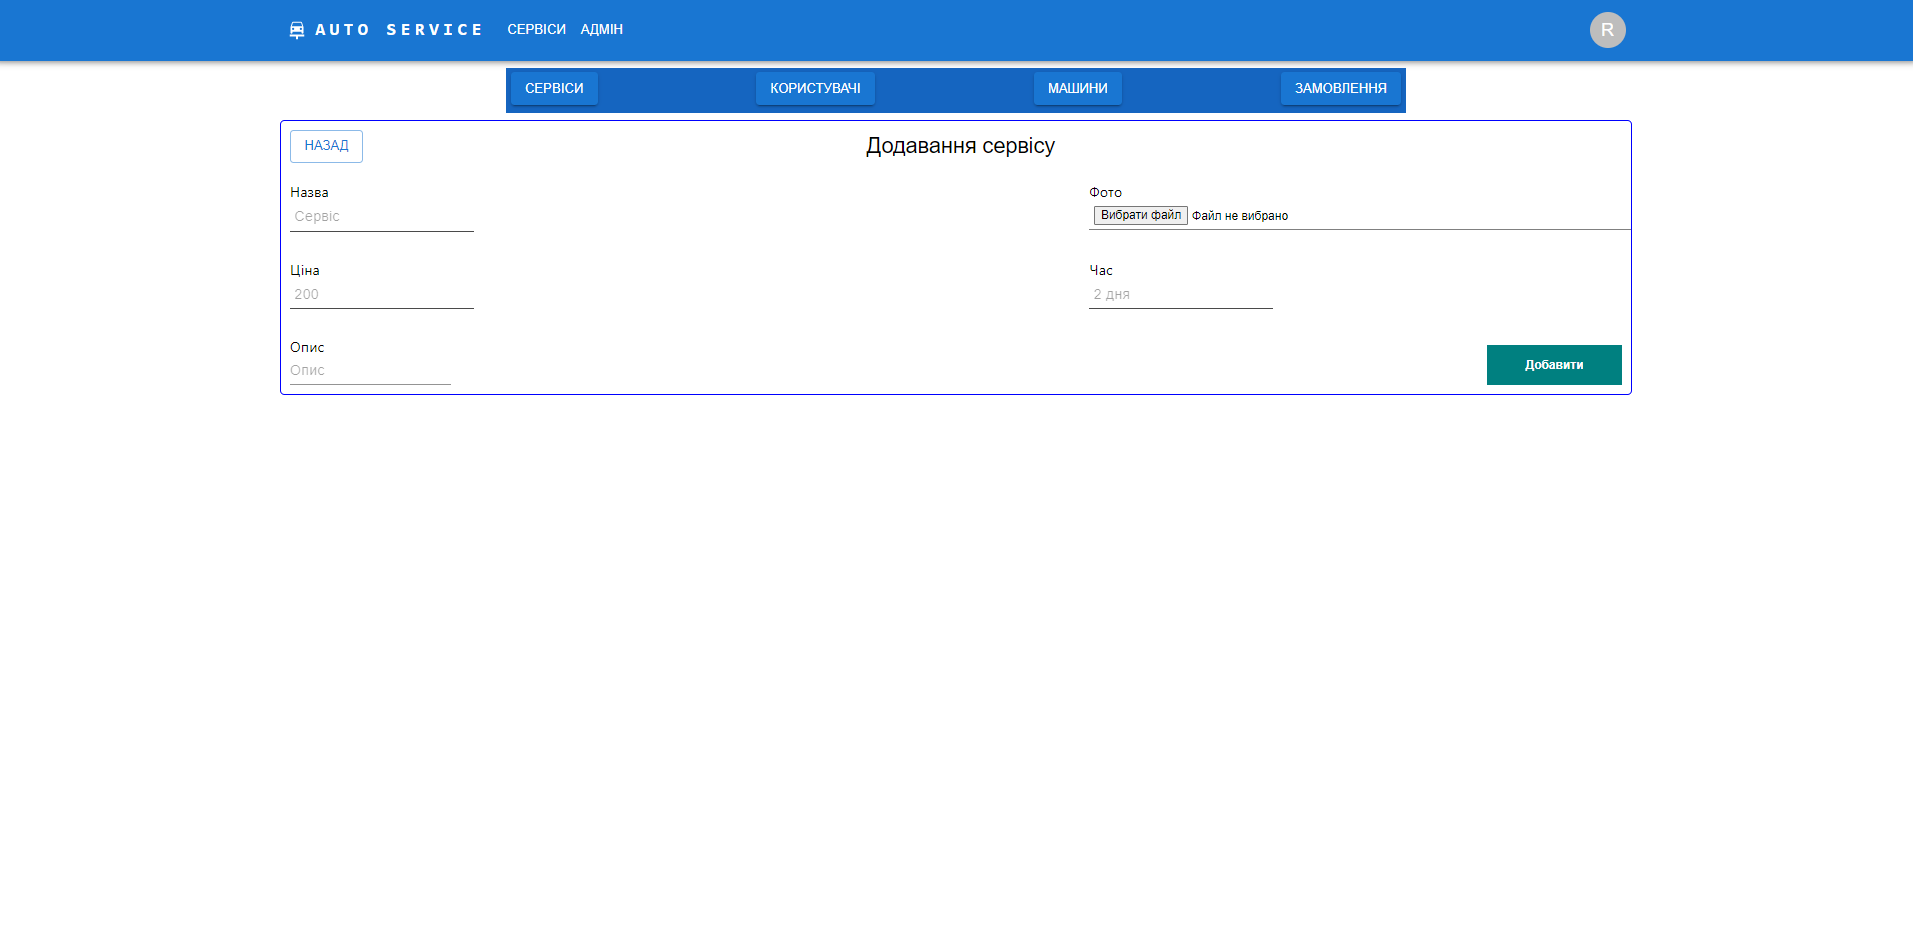 AUTO SERVICE СЕРВІСИ АДМІН R
СЕРВІСИ КОРИСТУВАЧІ МАШИНИ ЗАМОВЛЕННЯ
НАЗАД Додавання сервісу
Назва Фото
Сервіс Вибрати файл Файл не вибрано
Ціна Час
200 2 дня
Опис
Опис Добавити